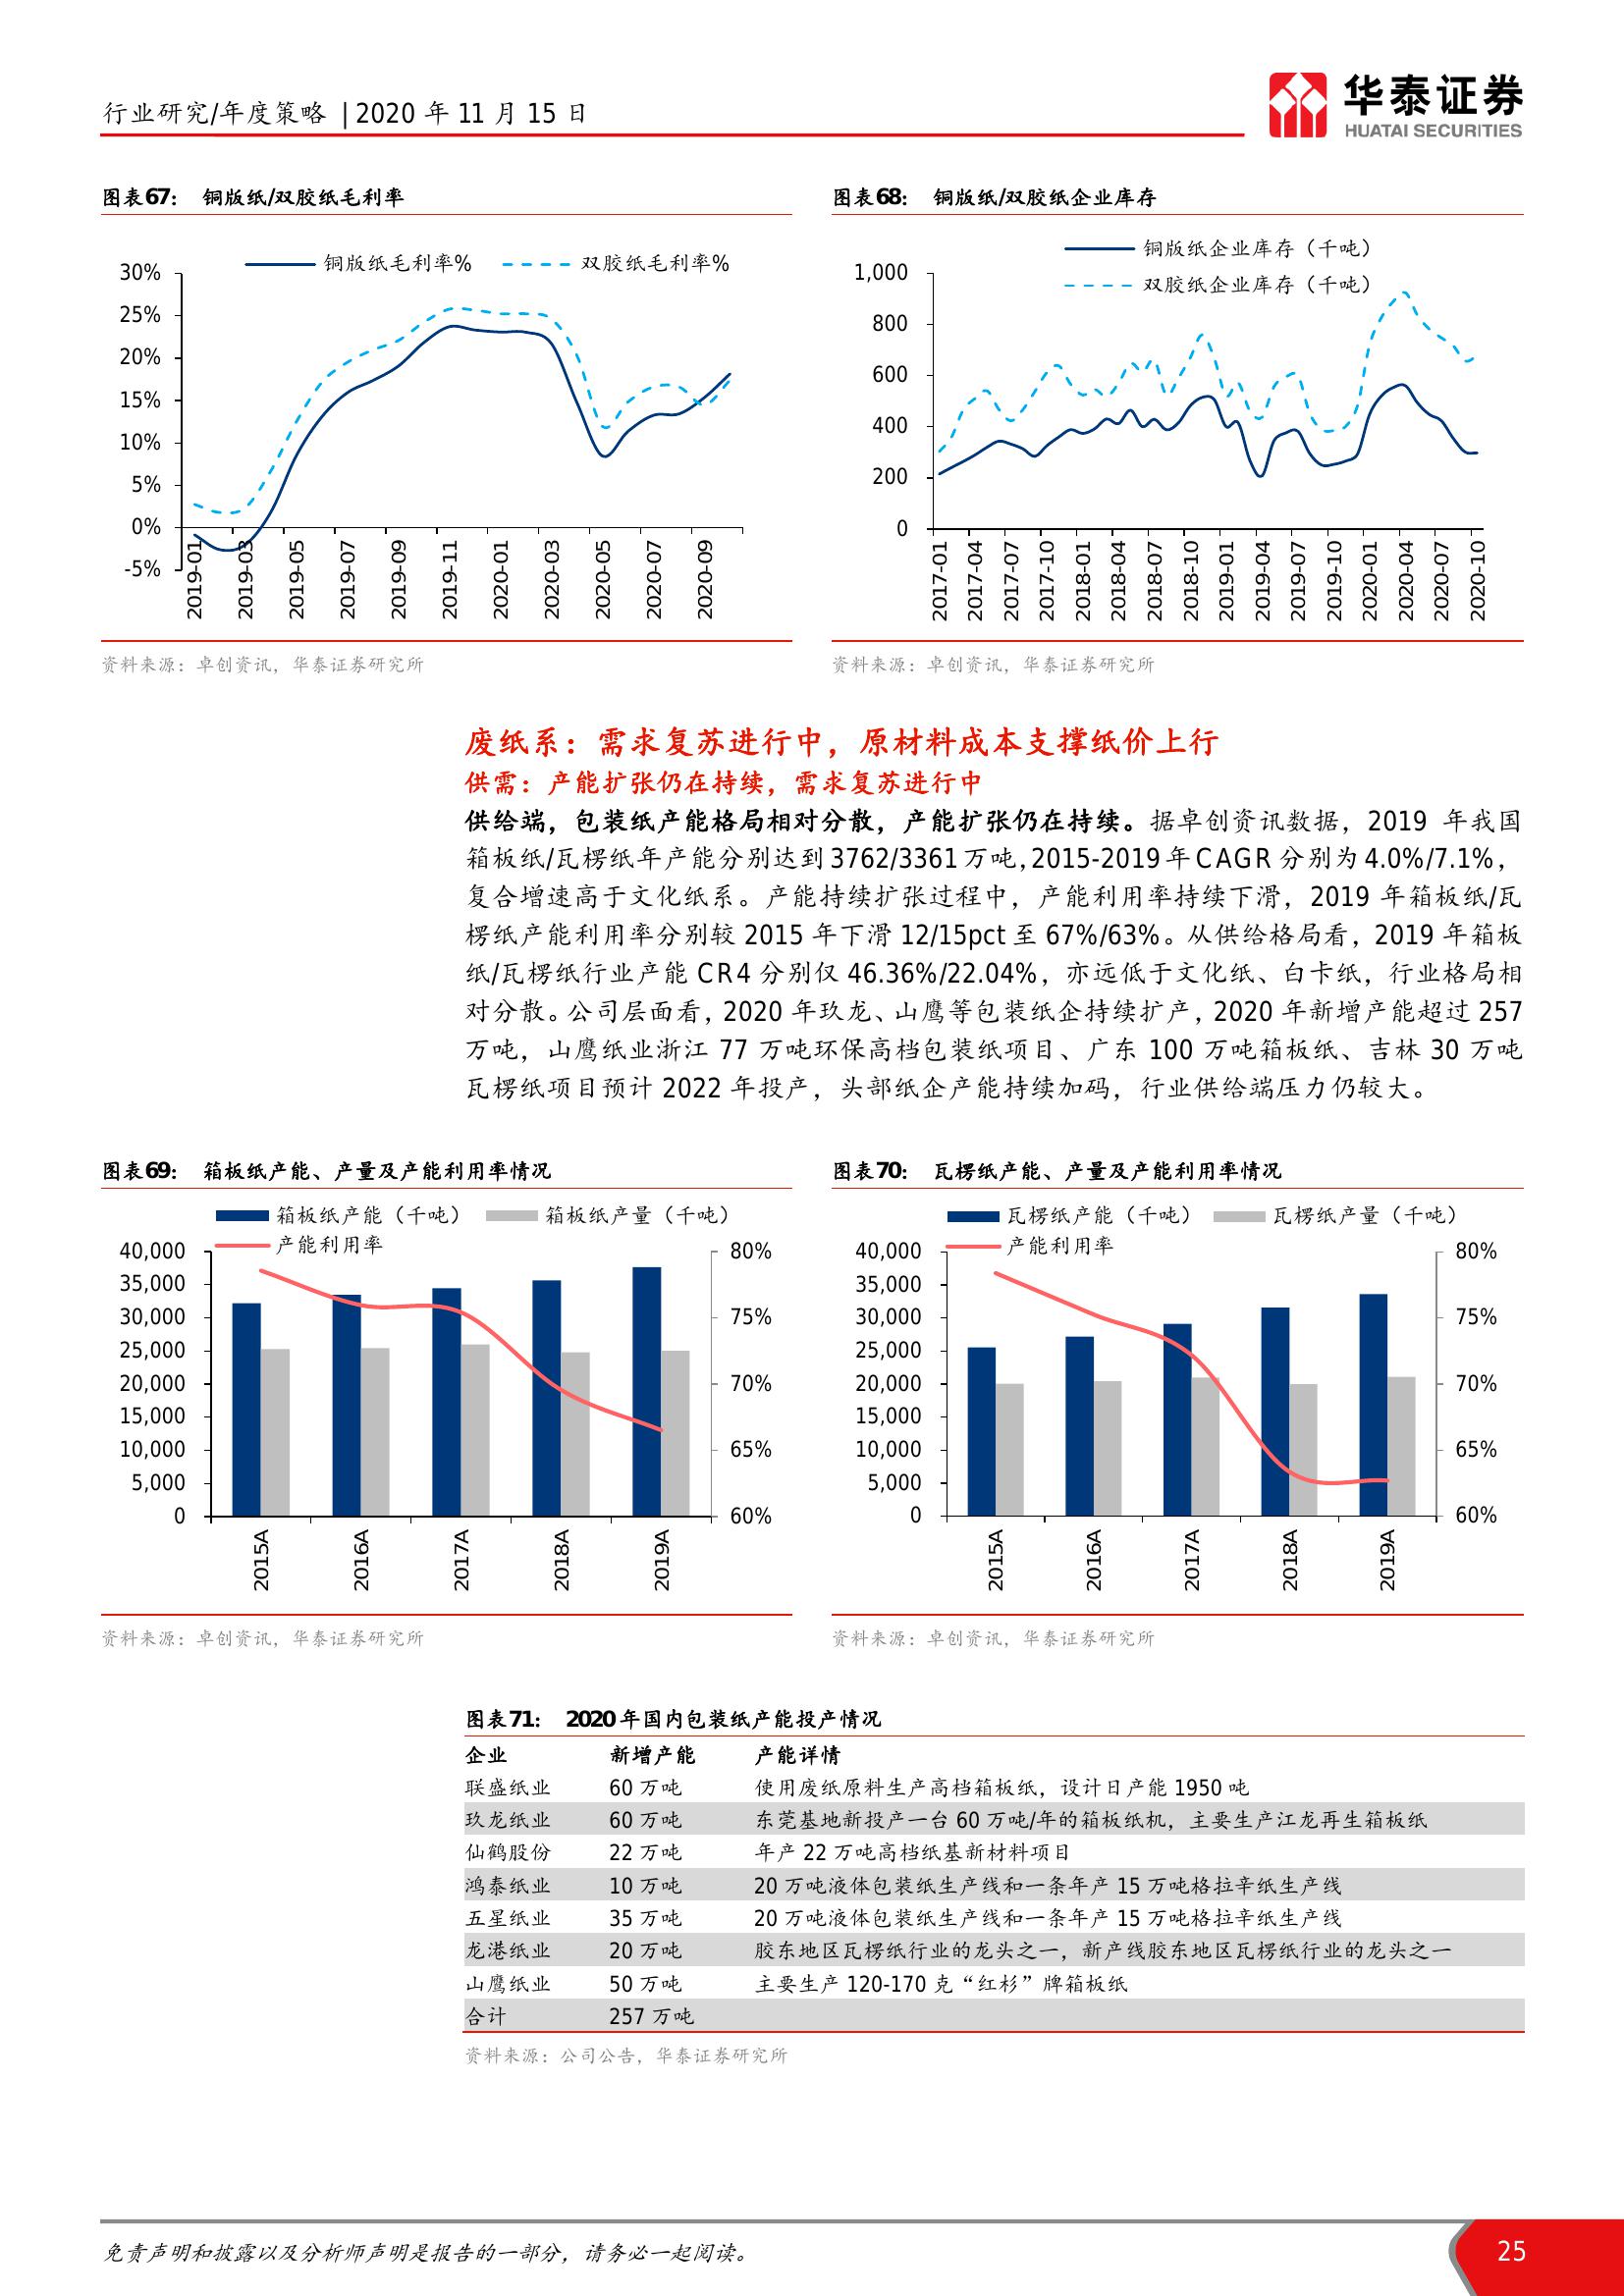 行业研究/年度策略 | 2020 年 11 月 15 日
华泰证券
HUATAI SECURITIES
图表67： 铜版纸/双胶纸毛利率
铜版纸毛利率% 双胶纸毛利率%
30%
25%
20%
15%
10%
5%
0%
-5%
2019-01 2019-03 2019-05 2019-07 2019-09 2019-11 2020-01 2020-03 2020-05 2020-07 2020-09
资料来源：卓创资讯，华泰证券研究所
图表68： 铜版纸/双胶纸企业库存
铜版纸企业库存（千吨）
双胶纸企业库存（千吨）
1,000
800
600
400
200
0
2017-01 2017-04 2017-07 2017-10 2018-01 2018-04 2018-07 2018-10 2019-01 2019-04 2019-07 2019-10 2020-01 2020-04 2020-07 2020-10
资料来源：卓创资讯，华泰证券研究所
废纸系：需求复苏进行中，原材料成本支撑纸价上行
供需：产能扩张仍在持续，需求复苏进行中
供给端，包装纸产能格局相对分散，产能扩张仍在持续。据卓创资讯数据，2019 年我国
箱板纸/瓦楞纸年产能分别达到 3762/3361 万吨，2015-2019 年 CAGR 分别为 4.0%/7.1%，
复合增速高于文化纸系。产能持续扩张过程中，产能利用率持续下滑，2019 年箱板纸/瓦
楞纸产能利用率分别较 2015 年下滑 12/15pct 至 67%/63%。从供给格局看，2019 年箱板
纸/瓦楞纸行业产能 CR4 分别仅 46.36%/22.04%，亦远低于文化纸、白卡纸，行业格局相
对分散。公司层面看，2020 年玖龙、山鹰等包装纸企持续扩产，2020 年新增产能超过 257
万吨，山鹰纸业浙江 77 万吨环保高档包装纸项目、广东 100 万吨箱板纸、吉林 30 万吨
瓦楞纸项目预计 2022 年投产，头部纸企产能持续加码，行业供给端压力仍较大。
图表69： 箱板纸产能、产量及产能利用率情况
箱板纸产能（千吨） 箱板纸产量（千吨）
产能利用率
40,000 80%
35,000
30,000 75%
25,000
20,000 70%
15,000
10,000 65%
5,000
0 60%
2015A 2016A 2017A 2018A 2019A
资料来源：卓创资讯，华泰证券研究所
图表70： 瓦楞纸产能、产量及产能利用率情况
瓦楞纸产能（千吨） 瓦楞纸产量（千吨）
产能利用率
40,000 80%
35,000
30,000 75%
25,000
20,000 70%
15,000
10,000 65%
5,000
0 60%
2015A 2016A 2017A 2018A 2019A
资料来源：卓创资讯，华泰证券研究所
图表71： 2020 年国内包装纸产能投产情况
企业 新增产能 产能详情
联盛纸业 60 万吨 使用废纸原料生产高档箱板纸，设计日产能 1950 吨
玖龙纸业 60 万吨 东莞基地新投产一台 60 万吨/年的箱板纸机，主要生产江龙再生箱板纸
仙鹤股份 22 万吨 年产 22 万吨高档纸基新材料项目
鸿泰纸业 10 万吨 20 万吨液体包装纸生产线和一条年产 15 万吨格拉辛纸生产线
五星纸业 35 万吨 20 万吨液体包装纸生产线和一条年产 15 万吨格拉辛纸生产线
龙港纸业 20 万吨 胶东地区瓦楞纸行业的龙头之一，新产线胶东地区瓦楞纸行业的龙头之一
山鹰纸业 50 万吨 主要生产 120-170 克“红杉”牌箱板纸
合计 257 万吨
资料来源：公司公告，华泰证券研究所
免责声明和披露以及分析师声明是报告的一部分，请务必一起阅读。
25